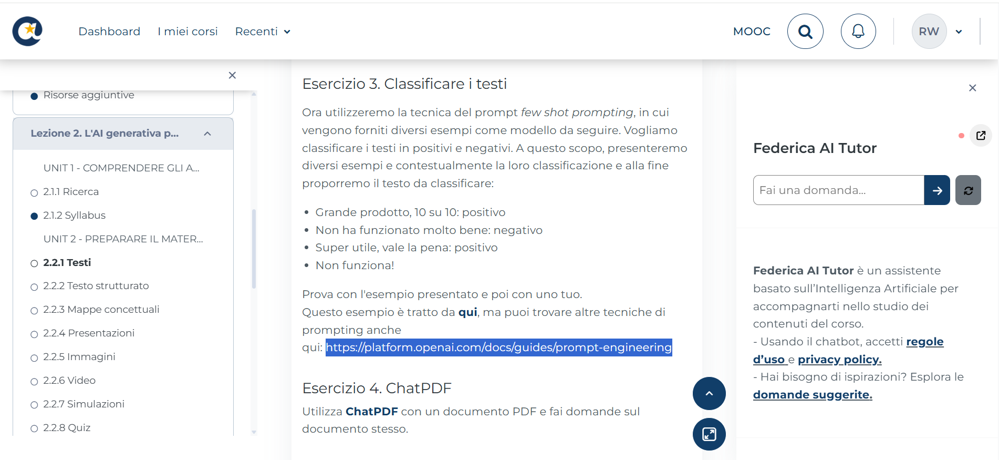 Dashboard
I miei corsi
Recenti
MOOC
RW
Risorse aggiuntive
Lezione 2. L'AI generativa p...
UNIT 1 - COMPRENDERE GLI A...
2.1.1 Ricerca
2.1.2 Syllabus
UNIT 2 - PREPARARE IL MATER...
2.2.1 Testi
2.2.2 Testo strutturato
2.2.3 Mappe concettuali
2.2.4 Presentazioni
2.2.5 Immagini
2.2.6 Video
2.2.7 Simulazioni
2.2.8 Quiz
Esercizio 3. Classificare i testi
Ora utilizzeremo la tecnica del prompt few shot prompting, in cui
vengono forniti diversi esempi come modello da seguire. Vogliamo
classificare i testi in positivi e negativi. A questo scopo, presenteremo
diversi esempi e contestualmente la loro classificazione e alla fine
proporremo il testo da classificare:
• Grande prodotto, 10 su 10: positivo
• Non ha funzionato molto bene: negativo
• Super utile, vale la pena: positivo
• Non funziona!
Prova con l'esempio presentato e poi con uno tuo.
Questo esempio è tratto da qui, ma puoi trovare altre tecniche di
prompting anche
qui: https://platform.openai.com/docs/guides/prompt-engineering
Esercizio 4. ChatPDF
Utilizza ChatPDF con un documento PDF e fai domande sul
documento stesso.
Federica AI Tutor
Fai una domanda...
Federica AI Tutor è un assistente
basato sull’Intelligenza Artificiale per
accompagnarti nello studio dei
contenuti del corso.
- Usando il chatbot, accetti regole
d’uso e privacy policy.
- Hai bisogno di ispirazioni? Esplora le
domande suggerite.